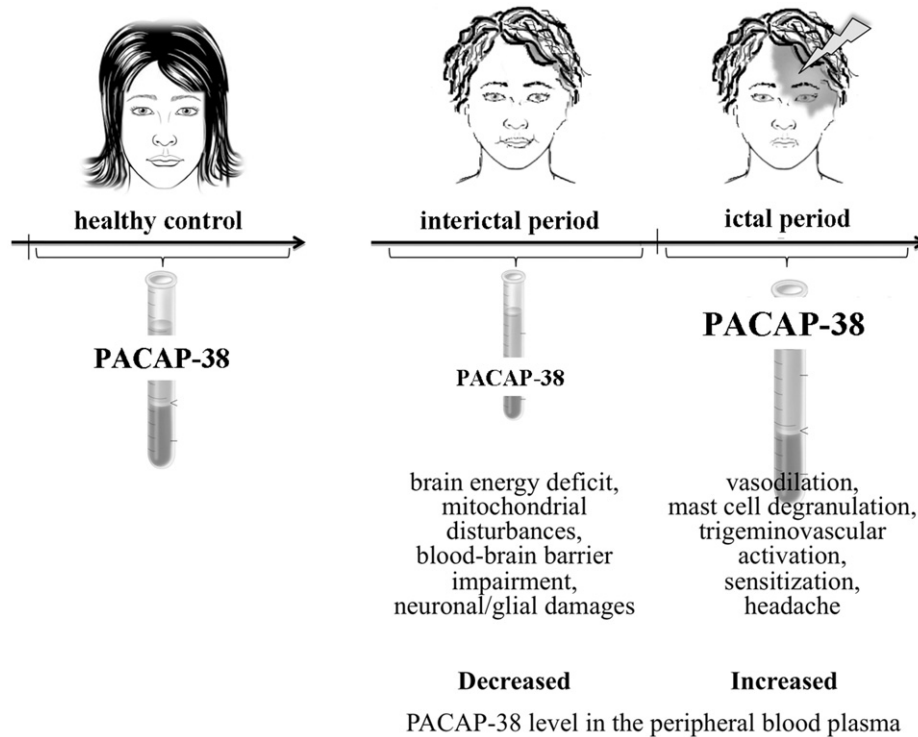 healthy control
interictal period
ictal period
PACAP-38
PACAP-38
PACAP-38
brain energy deficit,
mitochondrial
disturbances,
blood-brain barrier
impairment,
neuronal/glial damages
vasodilation,
mast cell degranulation,
trigeminovascular
activation,
sensitization,
headache
Decreased
Increased
PACAP-38 level in the peripheral blood plasma